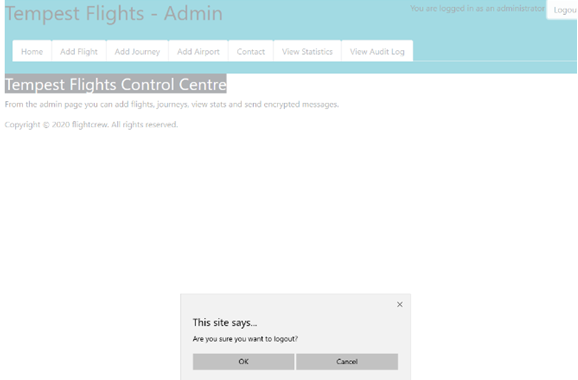 Tempest Flights - Admin
You are logged in as an administrator
Logou
Home Add Flight Add Journey Add Airport Contact View Statistics View Audit Log
Tempest Flights Control Centre
From the admin page you can add flights, journeys, view stats and send encrypted messages.
Copyright © 2020 flightcrew. All rights reserved.
This site says...
Are you sure you want to logout?
OK Cancel